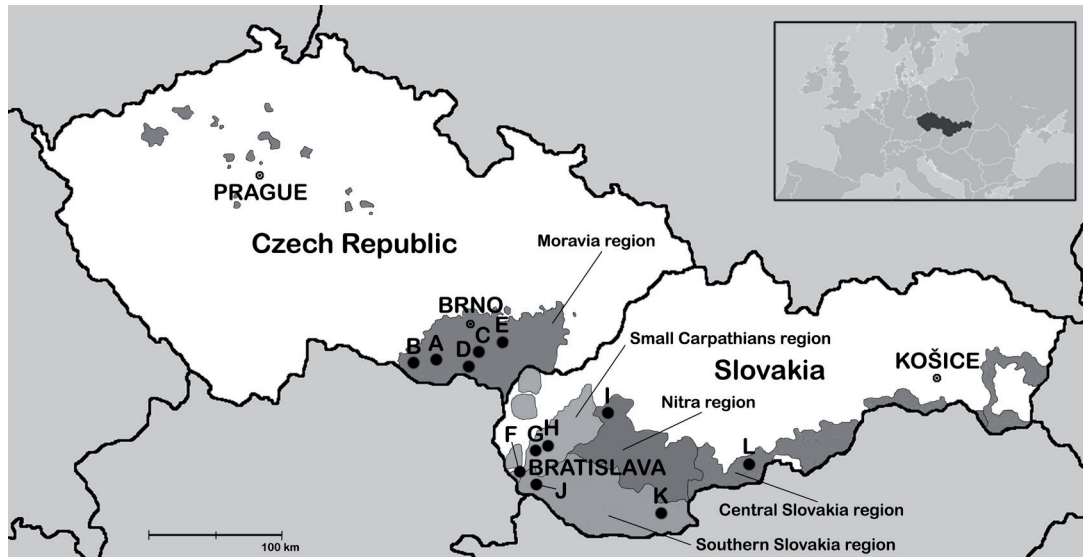 PRAGUE
Czech Republic
Moravia region
BRNO
E
C
A
B
D
Small Carpathians region
Slovakia
KOŠICE
I
Nitra region
H
G
F
BRATISLAVA
L
J
K
Central Slovakia region
Southern Slovakia region
100 km